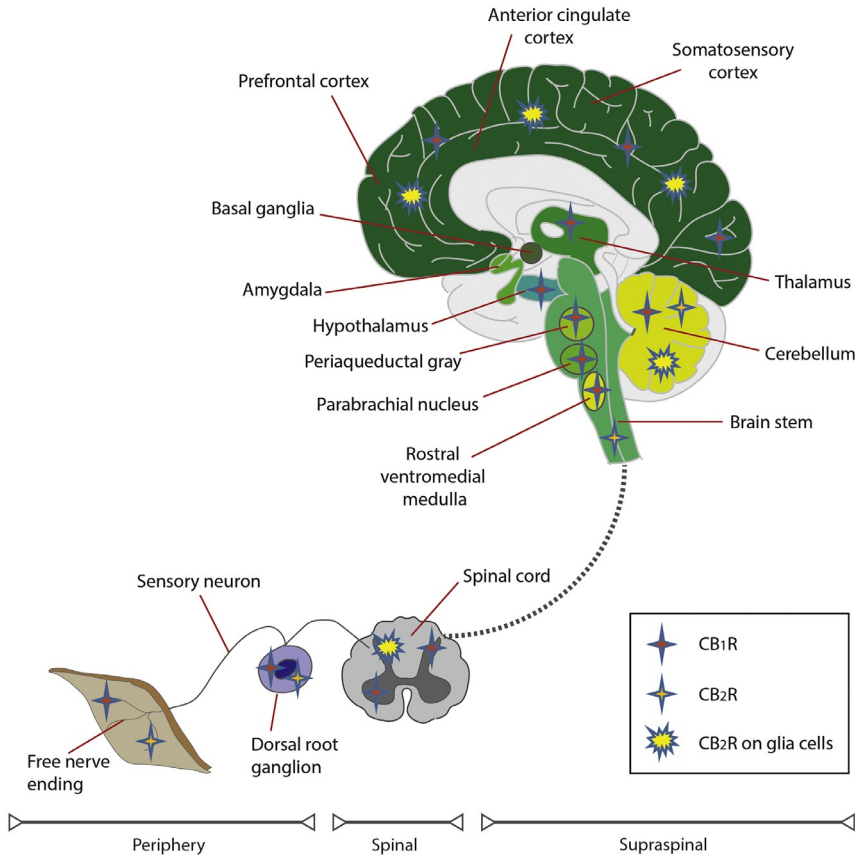 Anterior cingulate
cortex
Somatosensory
cortex
Prefrontal cortex
Basal ganglia
Amygdala
Thalamus
Hypothalamus
Periaqueductal gray
Cerebellum
Parabrachial nucleus
Brain stem
Rostral
ventromedial
medulla
Sensory neuron
Spinal cord
CB1R
CB2R
CB2R on glia cells
Free nerve
ending
Dorsal root
ganglion
Periphery
Spinal
Supraspinal